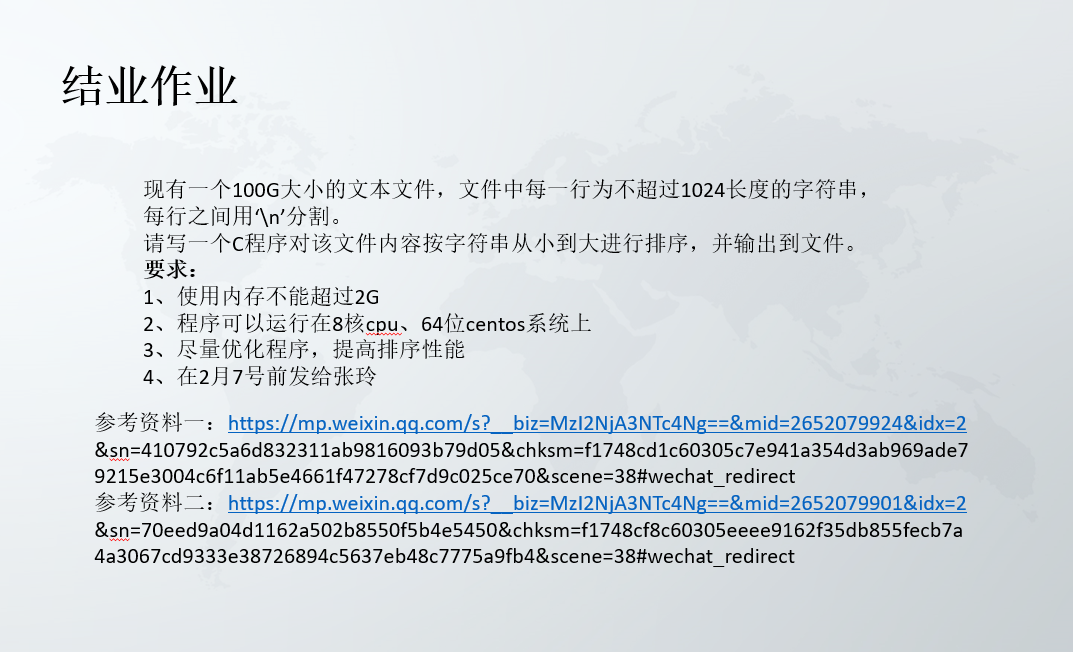 结业作业
现有一个100G大小的文本文件，文件中每一行为不超过1024长度的字符串，
每行之间用‘\n’分割。
请写一个C程序对该文件内容按字符串从小到大进行排序，并输出到文件。
要求：
1、使用内存不能超过2G
2、程序可以运行在8核cpu、64位centos系统上
3、尽量优化程序，提高排序性能
4、在2月7号前发给张玲
参考资料一：https://mp.weixin.qq.com/s?__biz=MzI2NjA3NTc4Ng==&mid=2652079924&idx=2
&sn=410792c5a6d832311ab9816093b79d05&chksm=f1748cd1c60305c7e941a354d3ab969ade7
79215e3004c6f11ab5e4661f47278cf7d9c025ce70&scene=38#wechat_redirect
参考资料二：https://mp.weixin.qq.com/s?__biz=MzI2NjA3NTc4Ng==&mid=2652079901&idx=2
&sn=70eed9a04d1162a502b8550f5b4e5450&chksm=f1748cf8c60305eeee9162f35db855fecb7a
4a3067cd9333e38726894c5637eb48c7775a9fb4&scene=38#wechat_redirect